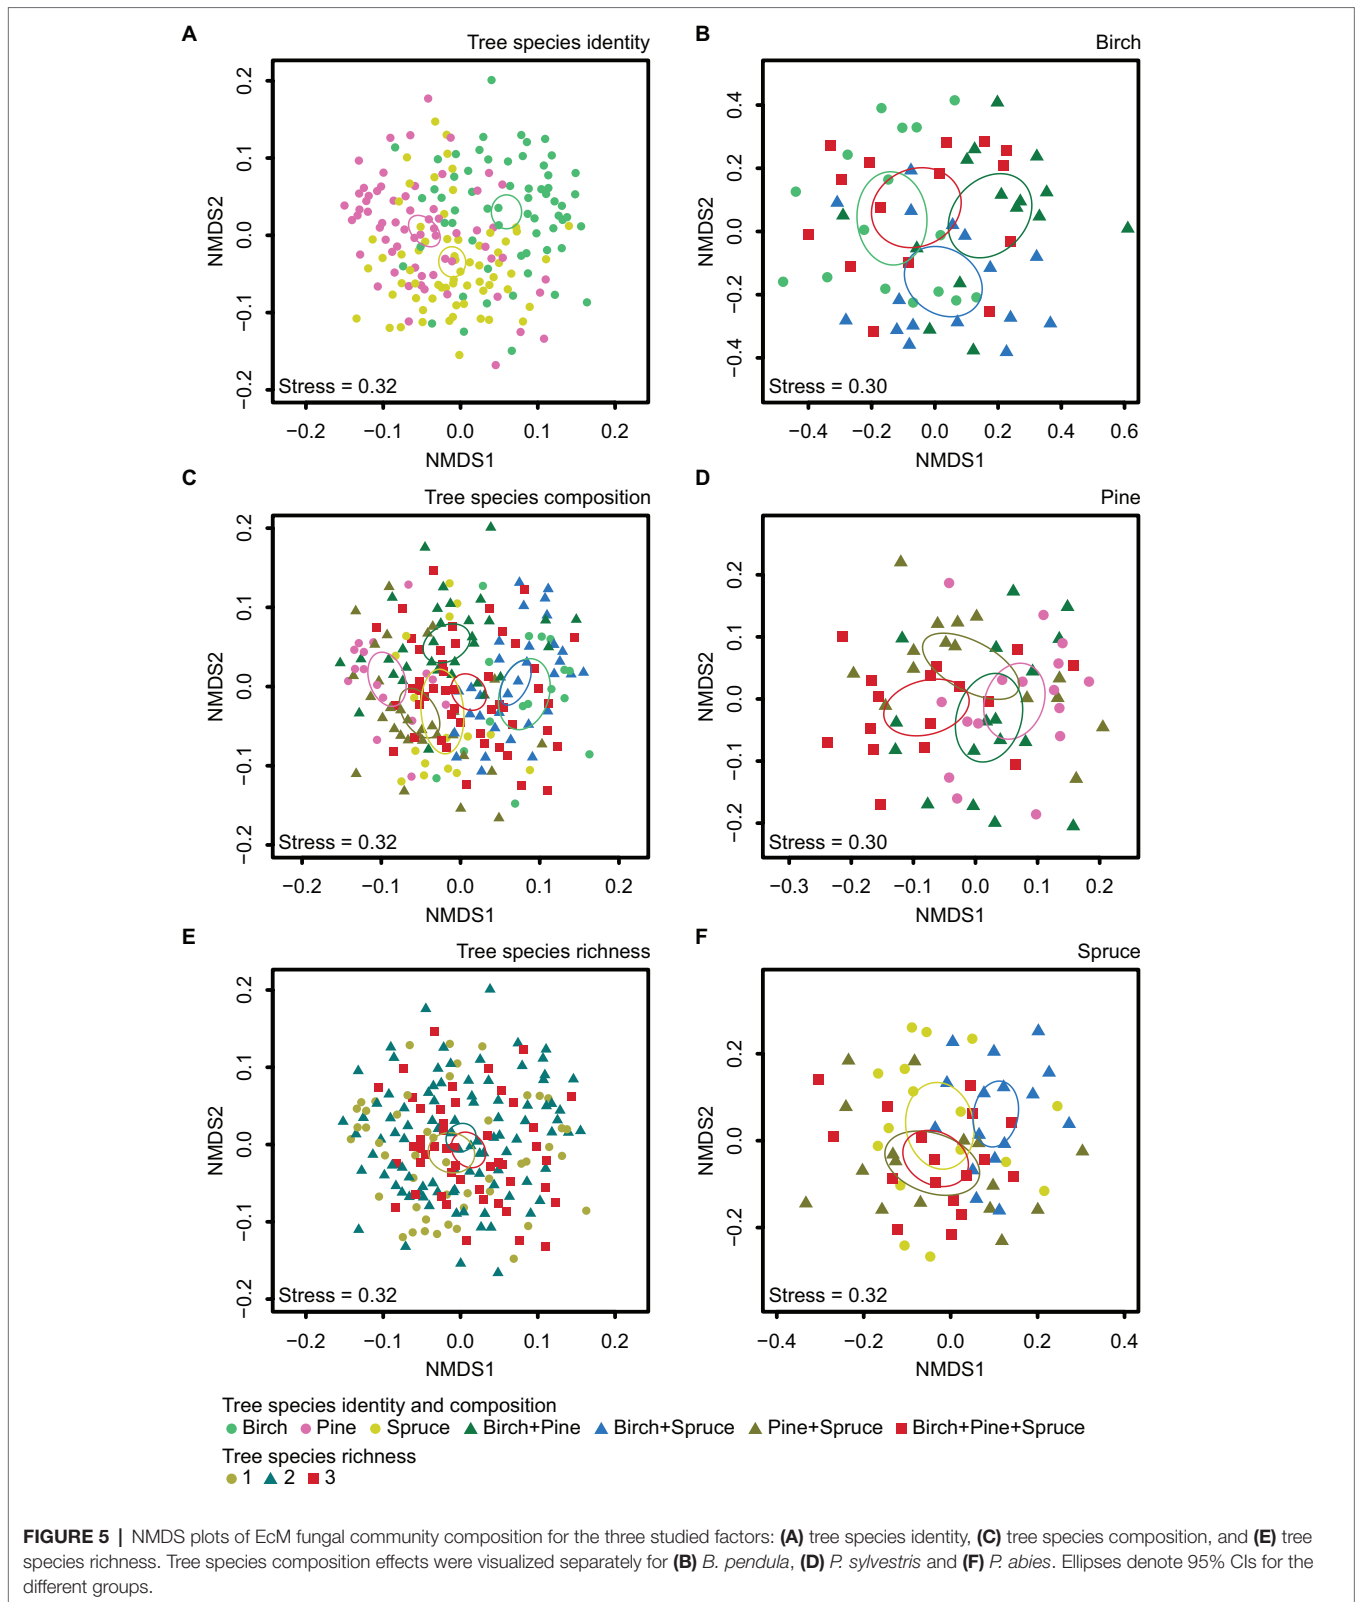 A
Tree species identity
NMDS2
0.2
0.1
0.0
−0.1
−0.2
Stress = 0.32
−0.2 −0.1 0.0 0.1 0.2
NMDS1
B
Birch
NMDS2
0.4
0.2
0.0
−0.2
−0.4
Stress = 0.30
−0.4 −0.2 0.0 0.2 0.4 0.6
NMDS1
C
Tree species composition
NMDS2
0.2
0.1
0.0
−0.1
−0.2
Stress = 0.32
−0.2 −0.1 0.0 0.1 0.2
NMDS1
D
Pine
NMDS2
0.2
0.1
0.0
−0.1
−0.2
Stress = 0.30
−0.3 −0.2 −0.1 0.0 0.1 0.2
NMDS1
E
Tree species richness
NMDS2
0.2
0.1
0.0
−0.1
−0.2
Stress = 0.32
−0.2 −0.1 0.0 0.1 0.2
NMDS1
F
Spruce
NMDS2
0.2
0.0
−0.2
Stress = 0.32
−0.4 −0.2 0.0 0.2 0.4
NMDS1
Tree species identity and composition
Birch Pine Spruce Birch+Pine Birch+Spruce Pine+Spruce Birch+Pine+Spruce
Tree species richness
1 2 3
FIGURE 5 | NMDS plots of EcM fungal community composition for the three studied factors: (A) tree species identity, (C) tree species composition, and (E) tree
species richness. Tree species composition effects were visualized separately for (B) B. pendula, (D) P. sylvestris and (F) P. abies. Ellipses denote 95% CIs for the
different groups.